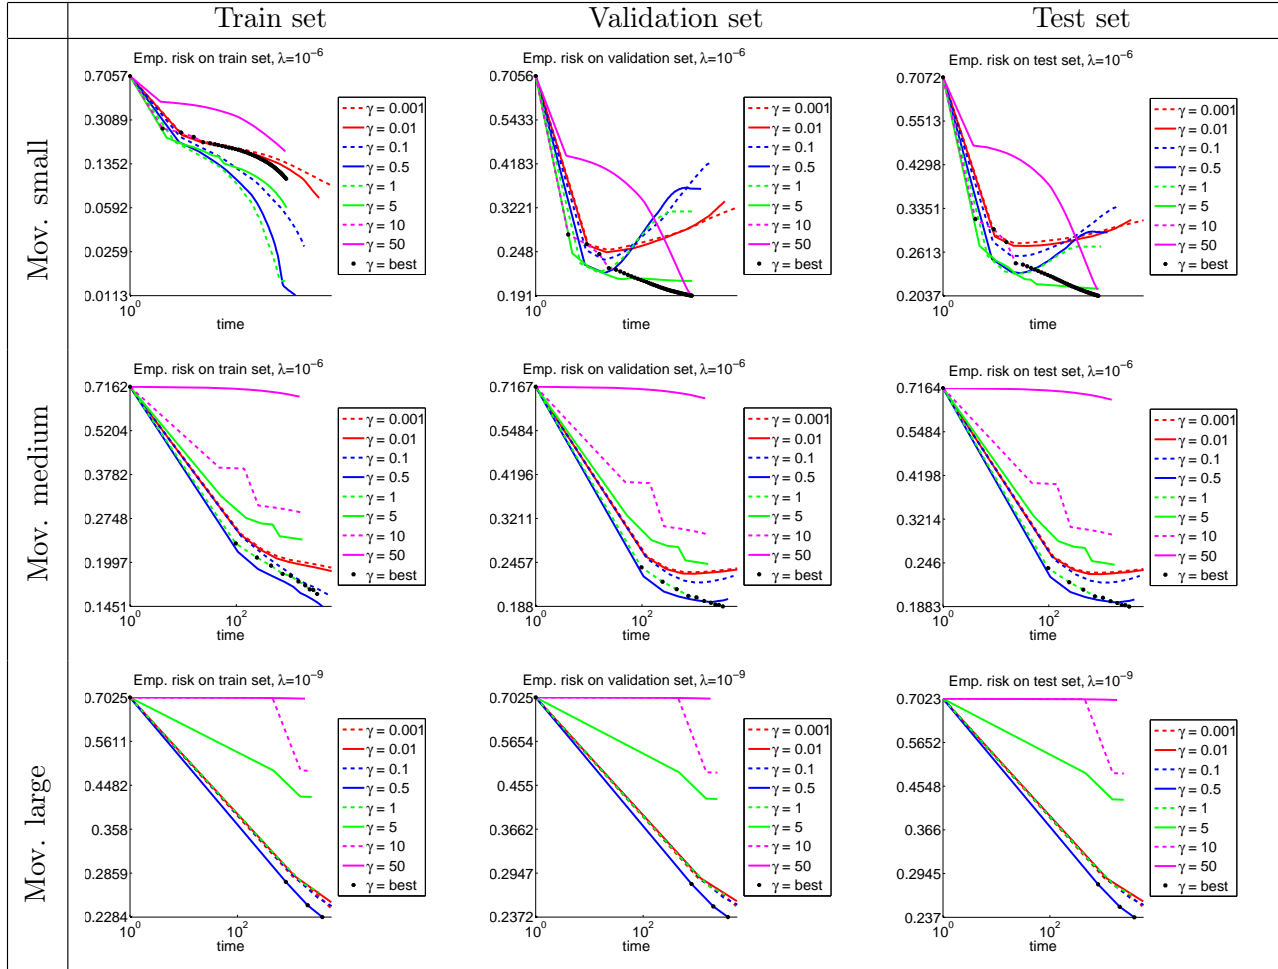 Train set
Validation set
Test set
Mov. small
Emp. risk on train set, λ=10^-6
0.7057
0.3089
0.1352
0.0592
0.0259
0.0113
10^0
time
γ = 0.001
γ = 0.01
γ = 0.1
γ = 0.5
γ = 1
γ = 5
γ = 10
γ = 50
γ = best
Emp. risk on validation set, λ=10^-6
0.7056
0.5433
0.4183
0.3221
0.248
0.191
10^0
time
γ = 0.001
γ = 0.01
γ = 0.1
γ = 0.5
γ = 1
γ = 5
γ = 10
γ = 50
γ = best
Emp. risk on test set, λ=10^-6
0.7072
0.5513
0.4298
0.3351
0.2613
0.2037
10^0
time
γ = 0.001
γ = 0.01
γ = 0.1
γ = 0.5
γ = 1
γ = 5
γ = 10
γ = 50
γ = best
Mov. medium
Emp. risk on train set, λ=10^-6
0.7162
0.5204
0.3782
0.2748
0.1997
0.1451
10^0
10^2
time
γ = 0.001
γ = 0.01
γ = 0.1
γ = 0.5
γ = 1
γ = 5
γ = 10
γ = 50
γ = best
Emp. risk on validation set, λ=10^-6
0.7167
0.5484
0.4196
0.3211
0.2457
0.188
10^0
10^2
time
γ = 0.001
γ = 0.01
γ = 0.1
γ = 0.5
γ = 1
γ = 5
γ = 10
γ = 50
γ = best
Emp. risk on test set, λ=10^-6
0.7164
0.5484
0.4198
0.3214
0.246
0.1883
10^0
10^2
time
γ = 0.001
γ = 0.01
γ = 0.1
γ = 0.5
γ = 1
γ = 5
γ = 10
γ = 50
γ = best
Mov. large
Emp. risk on train set, λ=10^-9
0.7025
0.5611
0.4482
0.358
0.2859
0.2284
10^0
10^2
time
γ = 0.001
γ = 0.01
γ = 0.1
γ = 0.5
γ = 1
γ = 5
γ = 10
γ = 50
γ = best
Emp. risk on validation set, λ=10^-9
0.7025
0.5654
0.455
0.3662
0.2947
0.2372
10^0
10^2
time
γ = 0.001
γ = 0.01
γ = 0.1
γ = 0.5
γ = 1
γ = 5
γ = 10
γ = 50
γ = best
Emp. risk on test set, λ=10^-9
0.7023
0.5652
0.4548
0.366
0.2945
0.237
10^0
10^2
time
γ = 0.001
γ = 0.01
γ = 0.1
γ = 0.5
γ = 1
γ = 5
γ = 10
γ = 50
γ = best